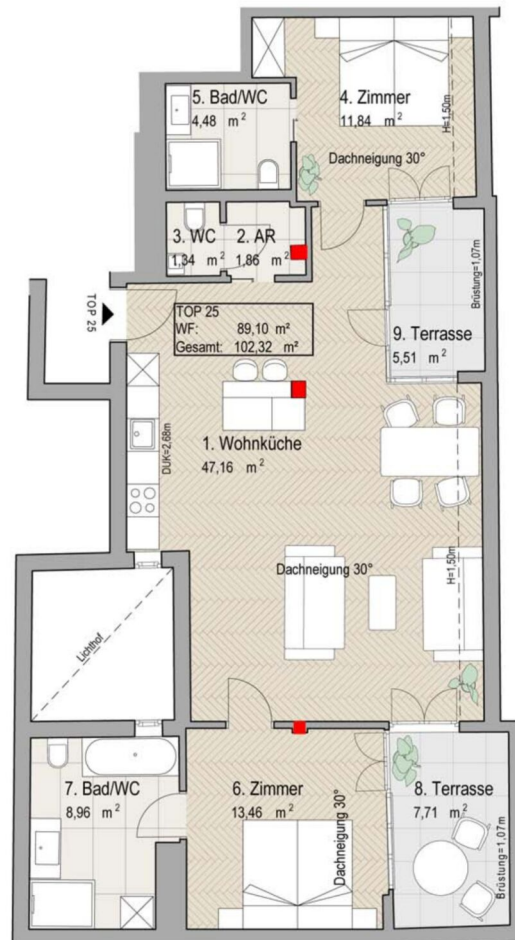 5. Bad/WC
4,48 m²
4. Zimmer
11,84 m²
H=1,50m
Dachneigung 30°
3. WC
1,34 m²
2. AR
1,86 m²
Brüstung=1,07m
TOP 25
TOP 25
WF: 89,10 m²
Gesamt: 102,32 m²
9. Terrasse
5,51 m²
DUK=2,68m
1. Wohnküche
47,16 m²
Dachneigung 30°
H=1,50m
Lichthof
7. Bad/WC
8,96 m²
6. Zimmer
13,46 m²
Dachneigung 30°
8. Terrasse
7,71 m²
Brüstung=1,07m